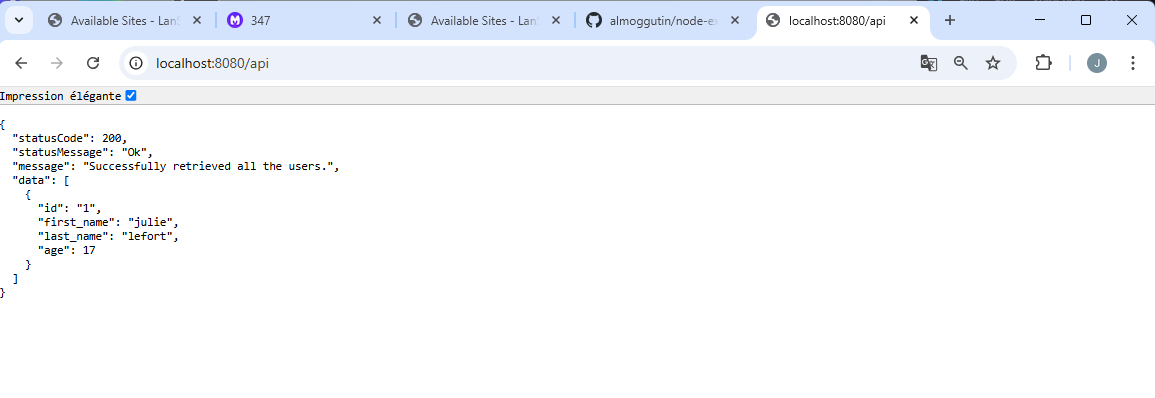 Available Sites - Lan
347
Available Sites - Lan
almoggutin/node-ex
localhost:8080/api
localhost:8080/api
J
Impression élégante
{
"statusCode": 200,
"statusMessage": "Ok",
"message": "Successfully retrieved all the users.",
"data": [
{
"id": "1",
"first_name": "julie",
"last_name": "lefort",
"age": 17
}
]
}